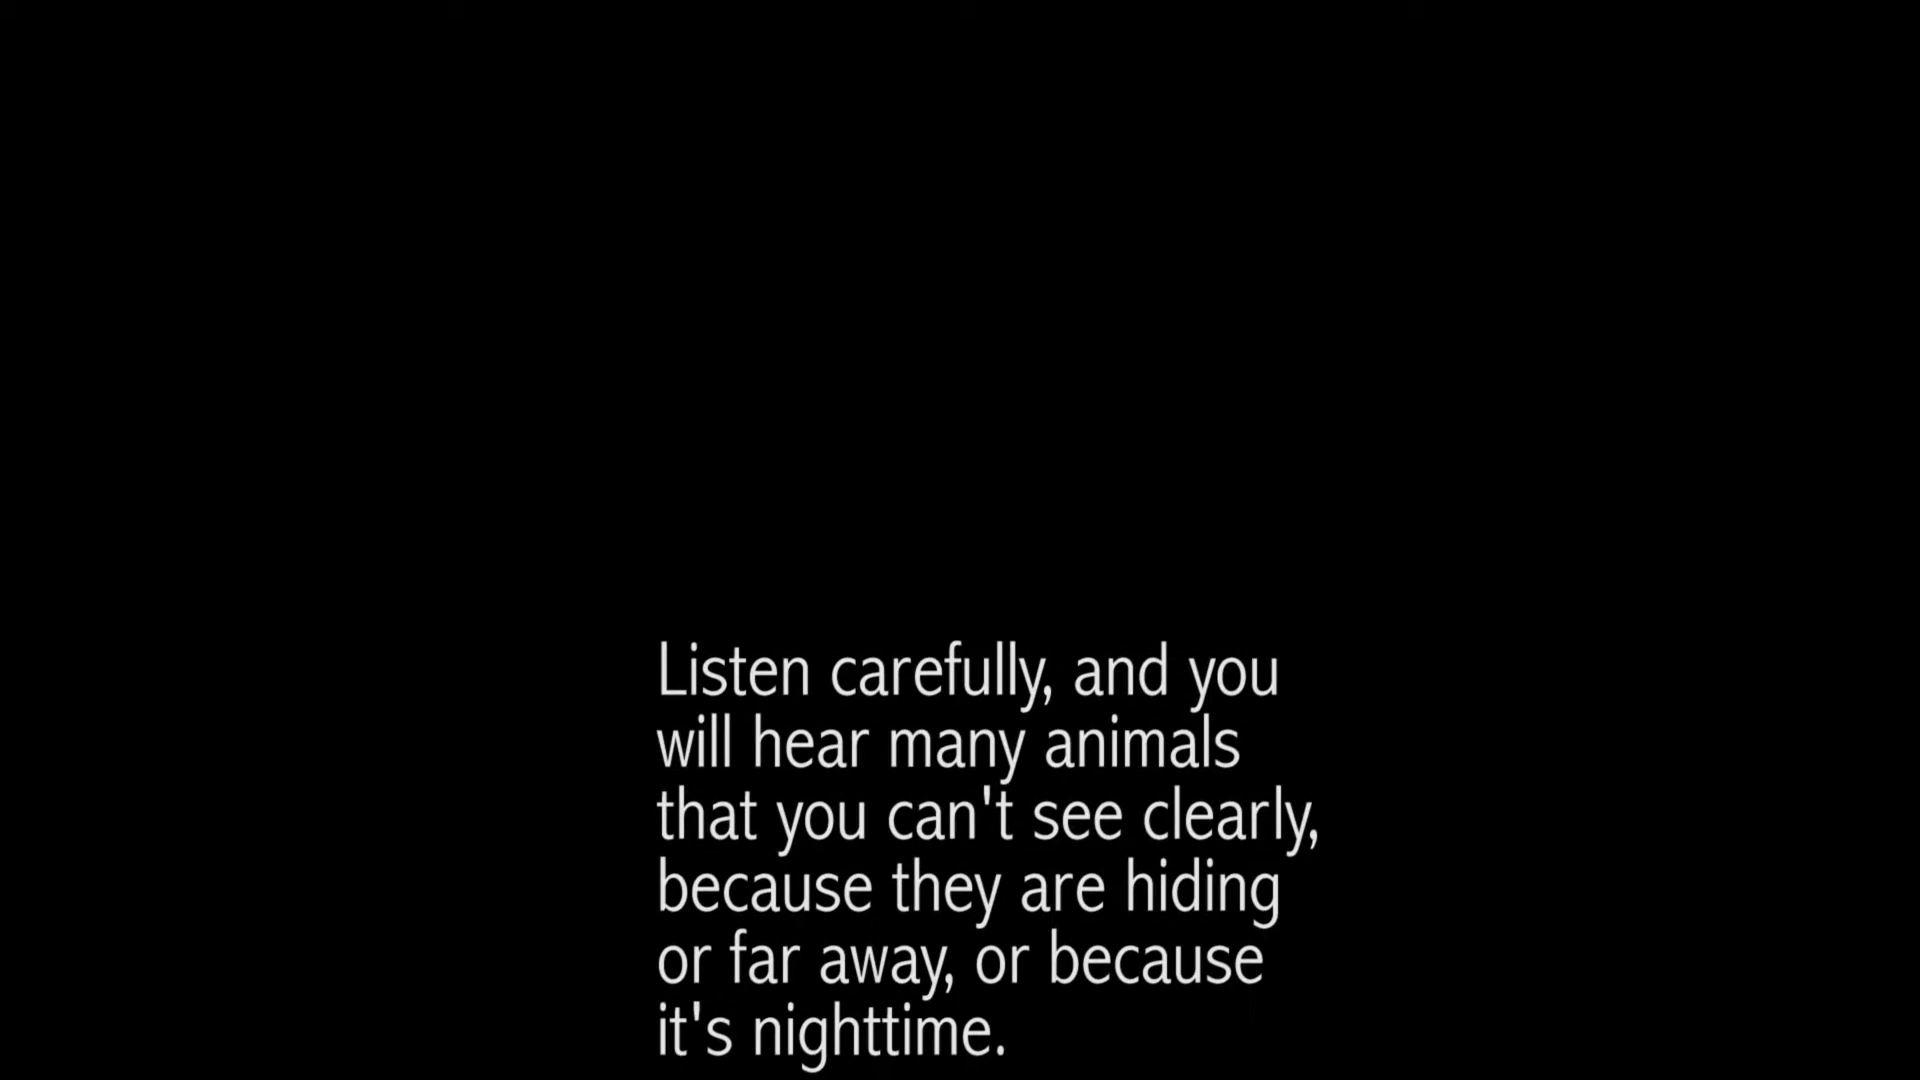 Listen carefully, and you
will hear many animals
that you can't see clearly,
because they are hiding
or far away, or because
it's nighttime.